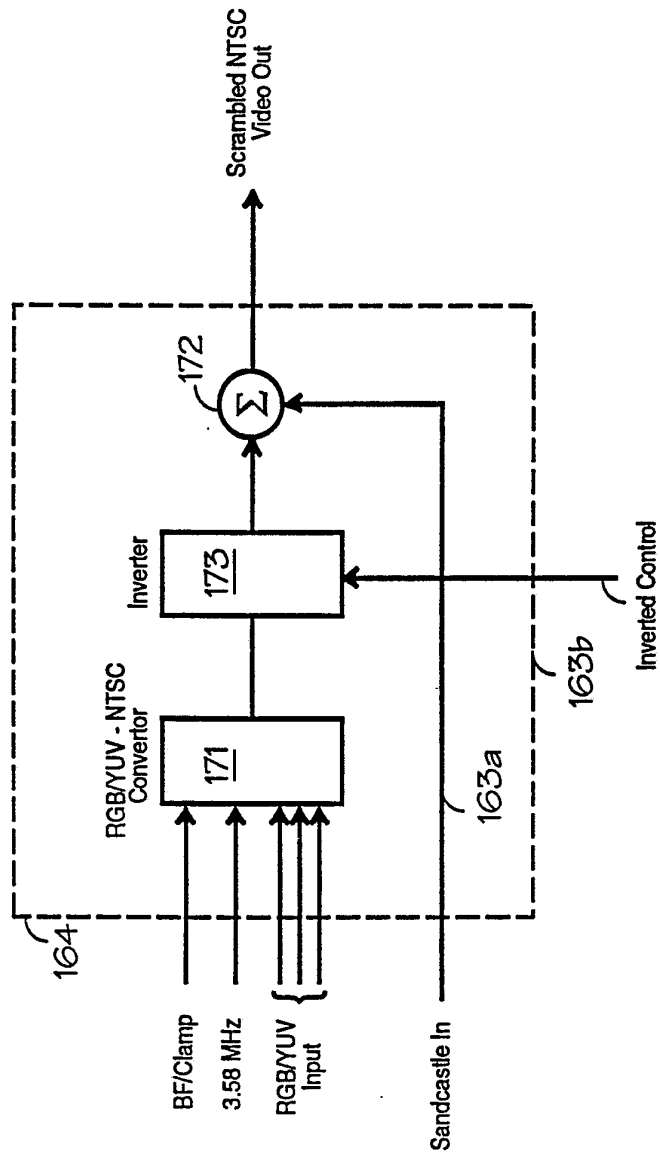 164
RGB/YUV - NTSC
Convertor
171
Inverter
173
172
Scrambled NTSC
Video Out
BF/Clamp
3.58 MHz
RGB/YUV
Input
Sandcastle In
163a
163b
Inverted Control
Σ